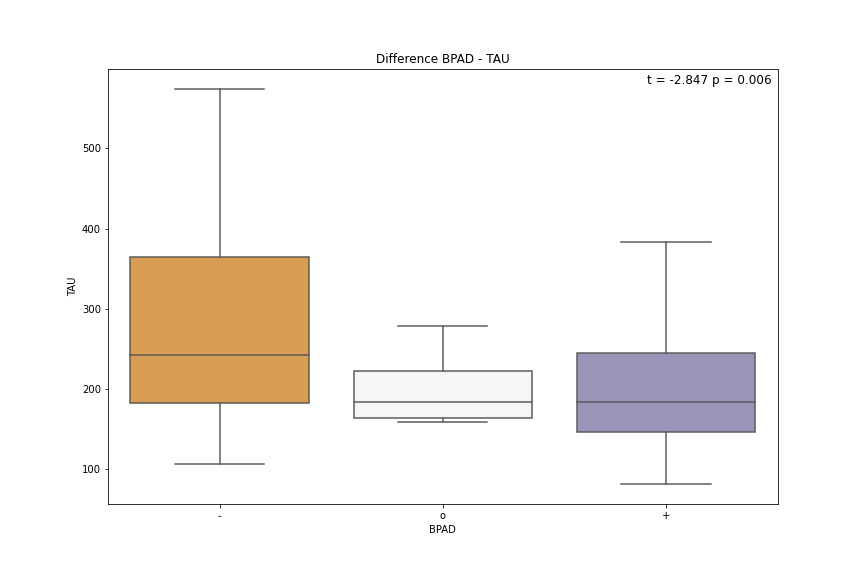 Difference BPAD - TAU
t = -2.847 p = 0.006
500
400
300
200
100
TAU
- o +
BPAD